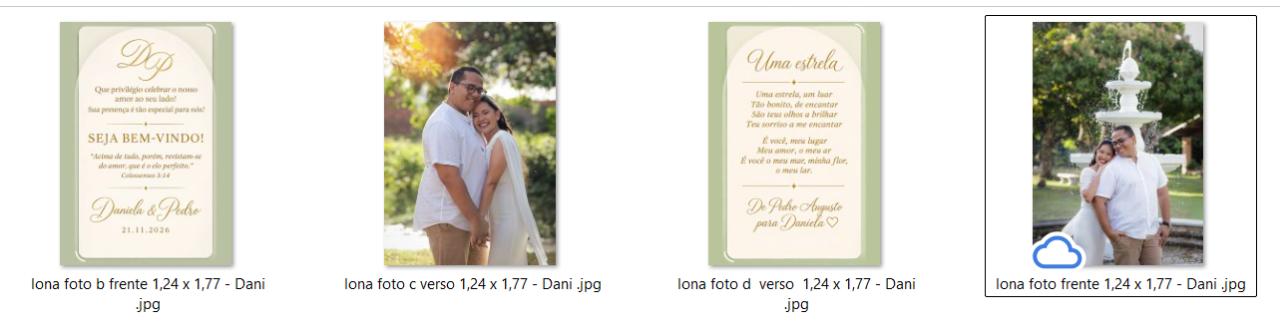 DP
Que privilégio celebrar o nosso
amor ao seu lado!
Sua presença é tão especial para nós!
SEJA BEM-VINDO!
"Acima de tudo, porém, revistam-se
do amor, que é o elo perfeito."
Colossenses 3:14
Daniela & Pedro
21.11.2026
lona foto b frente 1,24 x 1,77 - Dani
.jpg
lona foto c verso 1,24 x 1,77 - Dani .jpg
Uma estrela
Uma estrela, um luar
Tão bonito, de encantar
São teus olhos a brilhar
Teu sorriso a me encantar
É você, meu lugar
Meu amor, o meu ar
É você o meu mar, minha flor,
o meu lar.
De Pedro Augusto
para Daniela
lona foto d  verso  1,24 x 1,77 - Dani
.jpg
lona foto frente 1,24 x 1,77 - Dani .jpg